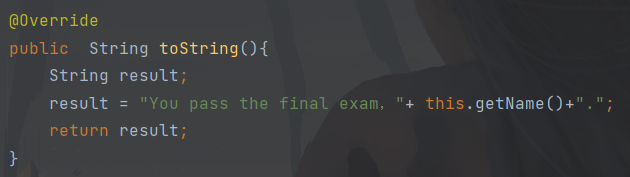 @Override
public  String toString(){
    String result;
    result = "You pass the final exam, "+ this.getName()+".";
    return result;
}